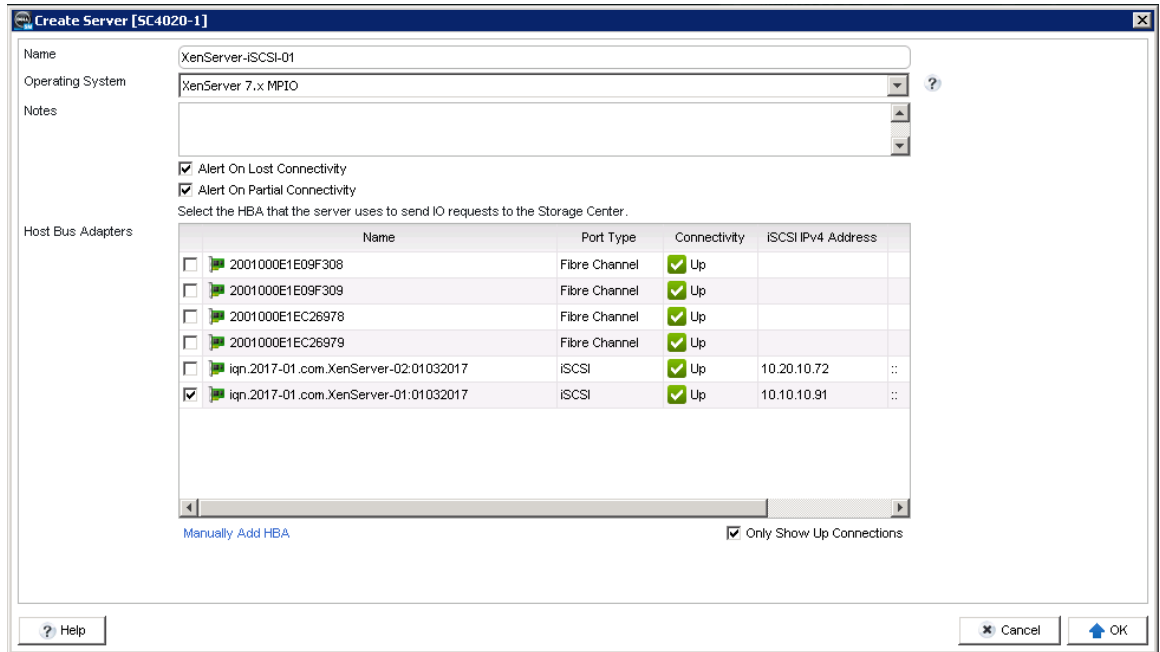 Create Server [SC4020-1]
Name XenServer-iSCSI-01
Operating System XenServer 7.x MPIO ?
Notes
Alert On Lost Connectivity
Alert On Partial Connectivity
Select the HBA that the server uses to send IO requests to the Storage Center.
Host Bus Adapters
Name Port Type Connectivity iSCSI IPv4 Address
2001000E1E09F308 Fibre Channel Up
2001000E1E09F309 Fibre Channel Up
2001000E1EC26978 Fibre Channel Up
2001000E1EC26979 Fibre Channel Up
iqn.2017-01.com.XenServer-02:01032017 iSCSI Up 10.20.10.72 ::
iqn.2017-01.com.XenServer-01:01032017 iSCSI Up 10.10.10.91 ::
Manually Add HBA Only Show Up Connections
? Help Cancel OK